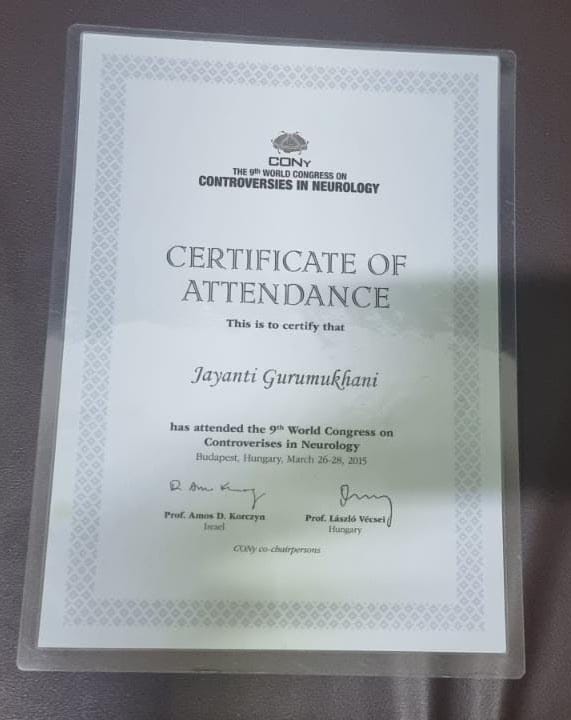 CONy
THE 9th WORLD CONGRESS ON
CONTROVERSIES IN NEUROLOGY
CERTIFICATE OF
ATTENDANCE
This is to certify that
Jayanti Gurumukhani
has attended the 9th World Congress on
Controverises in Neurology
Budapest, Hungary, March 26-28, 2015
Prof. Amos D. Korczyn
Israel
Prof. László Vécsei
Hungary
CONy co-chairpersons